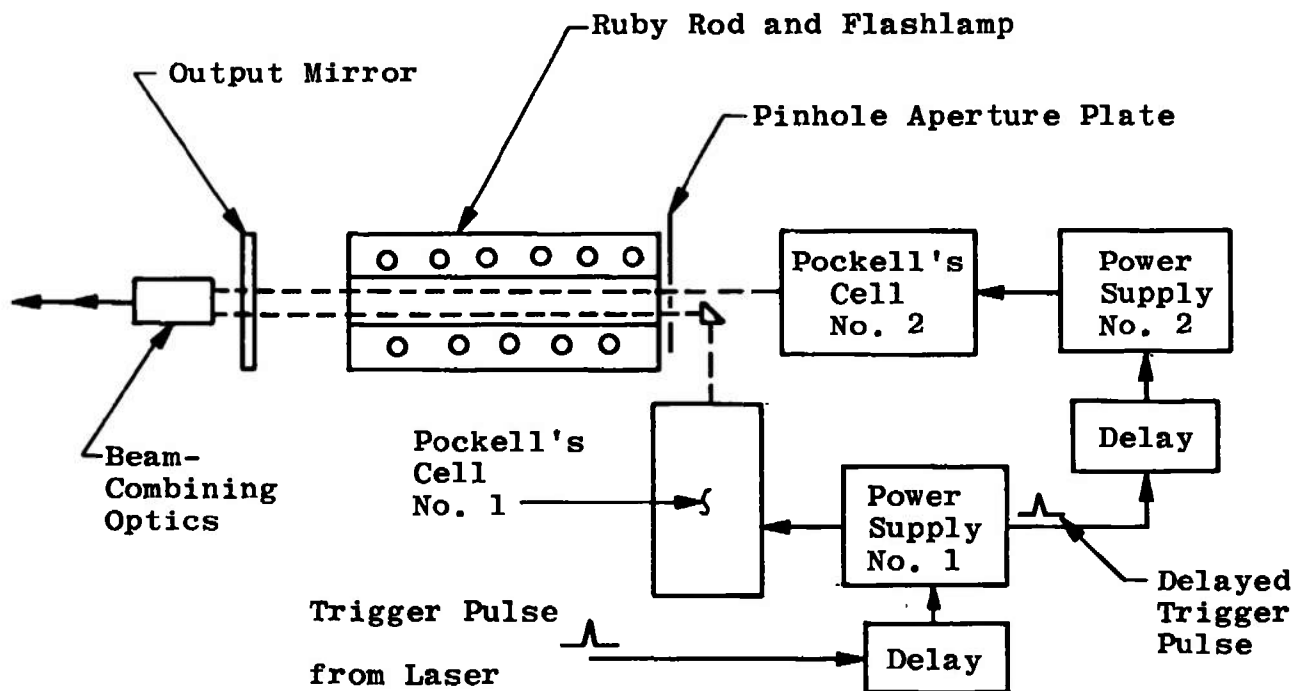 Ruby Rod and Flashlamp
Output Mirror
Pinhole Aperture Plate
Pockell's
Cell
No. 2
Power
Supply
No. 2
Beam-
Combining
Optics
Pockell's
Cell
No. 1
Delay
Power
Supply
No. 1
Delayed
Trigger
Pulse
Trigger Pulse
from Laser
Delay